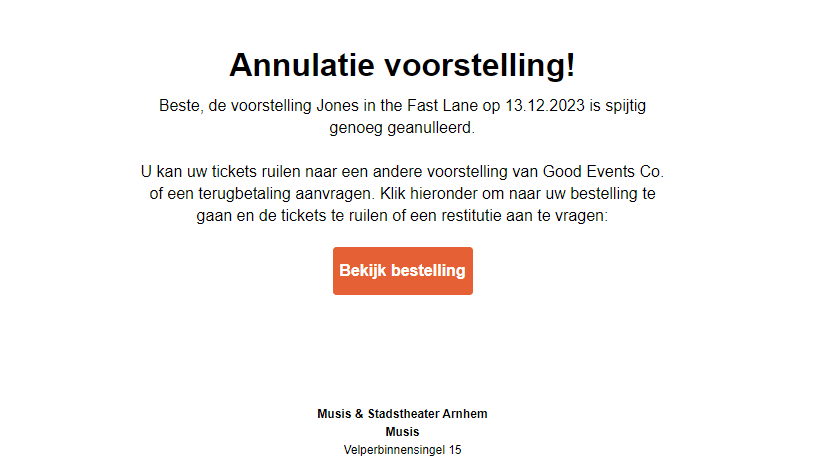 Annulatie voorstelling!
Beste, de voorstelling Jones in the Fast Lane op 13.12.2023 is spijtig
genoeg geanulleerd.
U kan uw tickets ruilen naar een andere voorstelling van Good Events Co.
of een terugbetaling aanvragen. Klik hieronder om naar uw bestelling te
gaan en de tickets te ruilen of een restitutie aan te vragen:
Bekijk bestelling
Musis & Stadstheater Arnhem
Musis
Velperbinnensingel 15